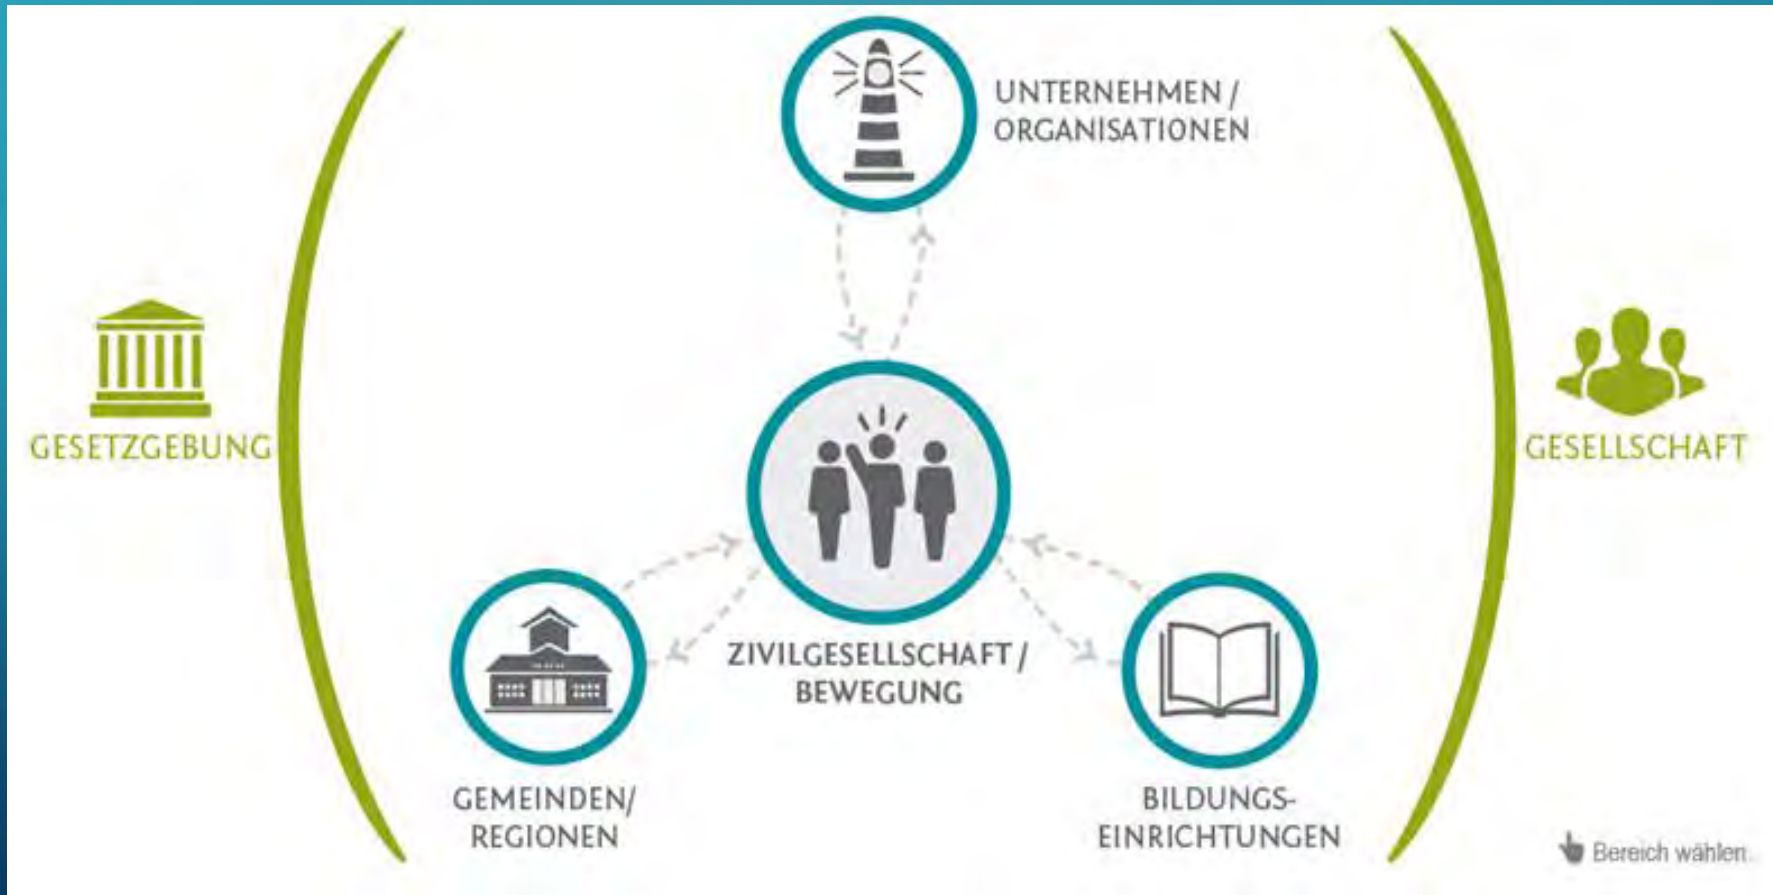 UNTERNEHMEN /
ORGANISATIONEN
GESETZGEBUNG
GESELLSCHAFT
ZIVILGESELLSCHAFT /
BEWEGUNG
GEMEINDEN/
REGIONEN
BILDUNGS-
EINRICHTUNGEN
Bereich wählen.